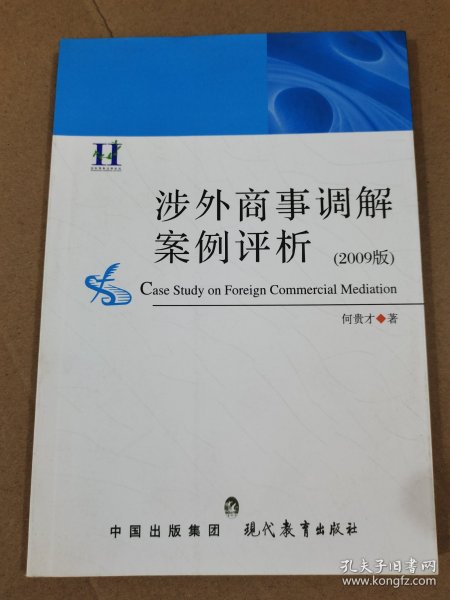 涉外商事调解
案例评析 (2009版)
Case Study on Foreign Commercial Mediation
何贵才◆著
中国出版集团 现代教育出版社
孔夫子旧书网
www.kongfz.com